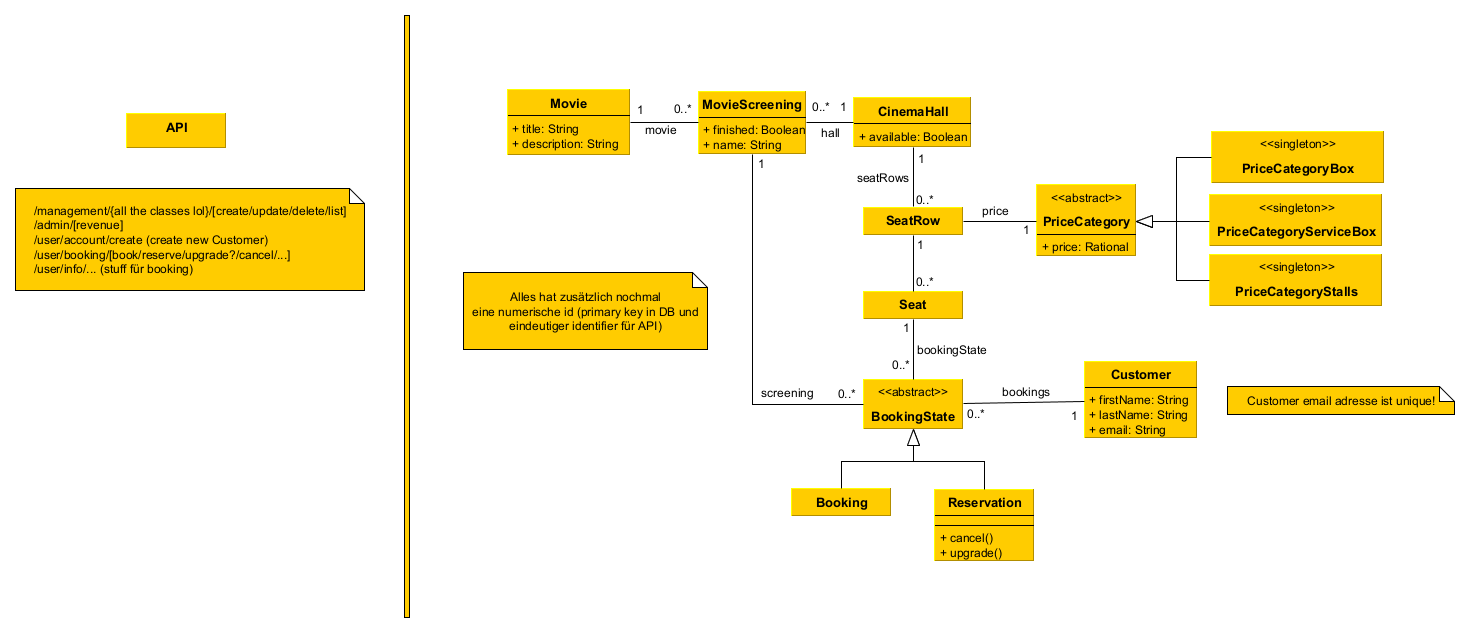 API
/management/{all the classes lol}/[create/update/delete/list]
/admin/[revenue]
/user/account/create (create new Customer)
/user/booking/[book/reserve/upgrade?/cancel/...]
/user/info/... (stuff für booking)
Movie
+ title: String
+ description: String
1
0..*
movie
MovieScreening
+ finished: Boolean
+ name: String
0..*
1
hall
CinemaHall
+ available: Boolean
1
seatRows
0..*
SeatRow
price
1
<<abstract>>
PriceCategory
+ price: Rational
<<singleton>>
PriceCategoryBox
<<singleton>>
PriceCategoryServiceBox
<<singleton>>
PriceCategoryStalls
1
0..*
Seat
1
bookingState
0..*
Alles hat zusätzlich nochmal
eine numerische id (primary key in DB und
eindeutiger identifier für API)
1
screening
0..*
<<abstract>>
BookingState
bookings
0..*
1
Customer
+ firstName: String
+ lastName: String
+ email: String
Customer email adresse ist unique!
Booking
Reservation
+ cancel()
+ upgrade()